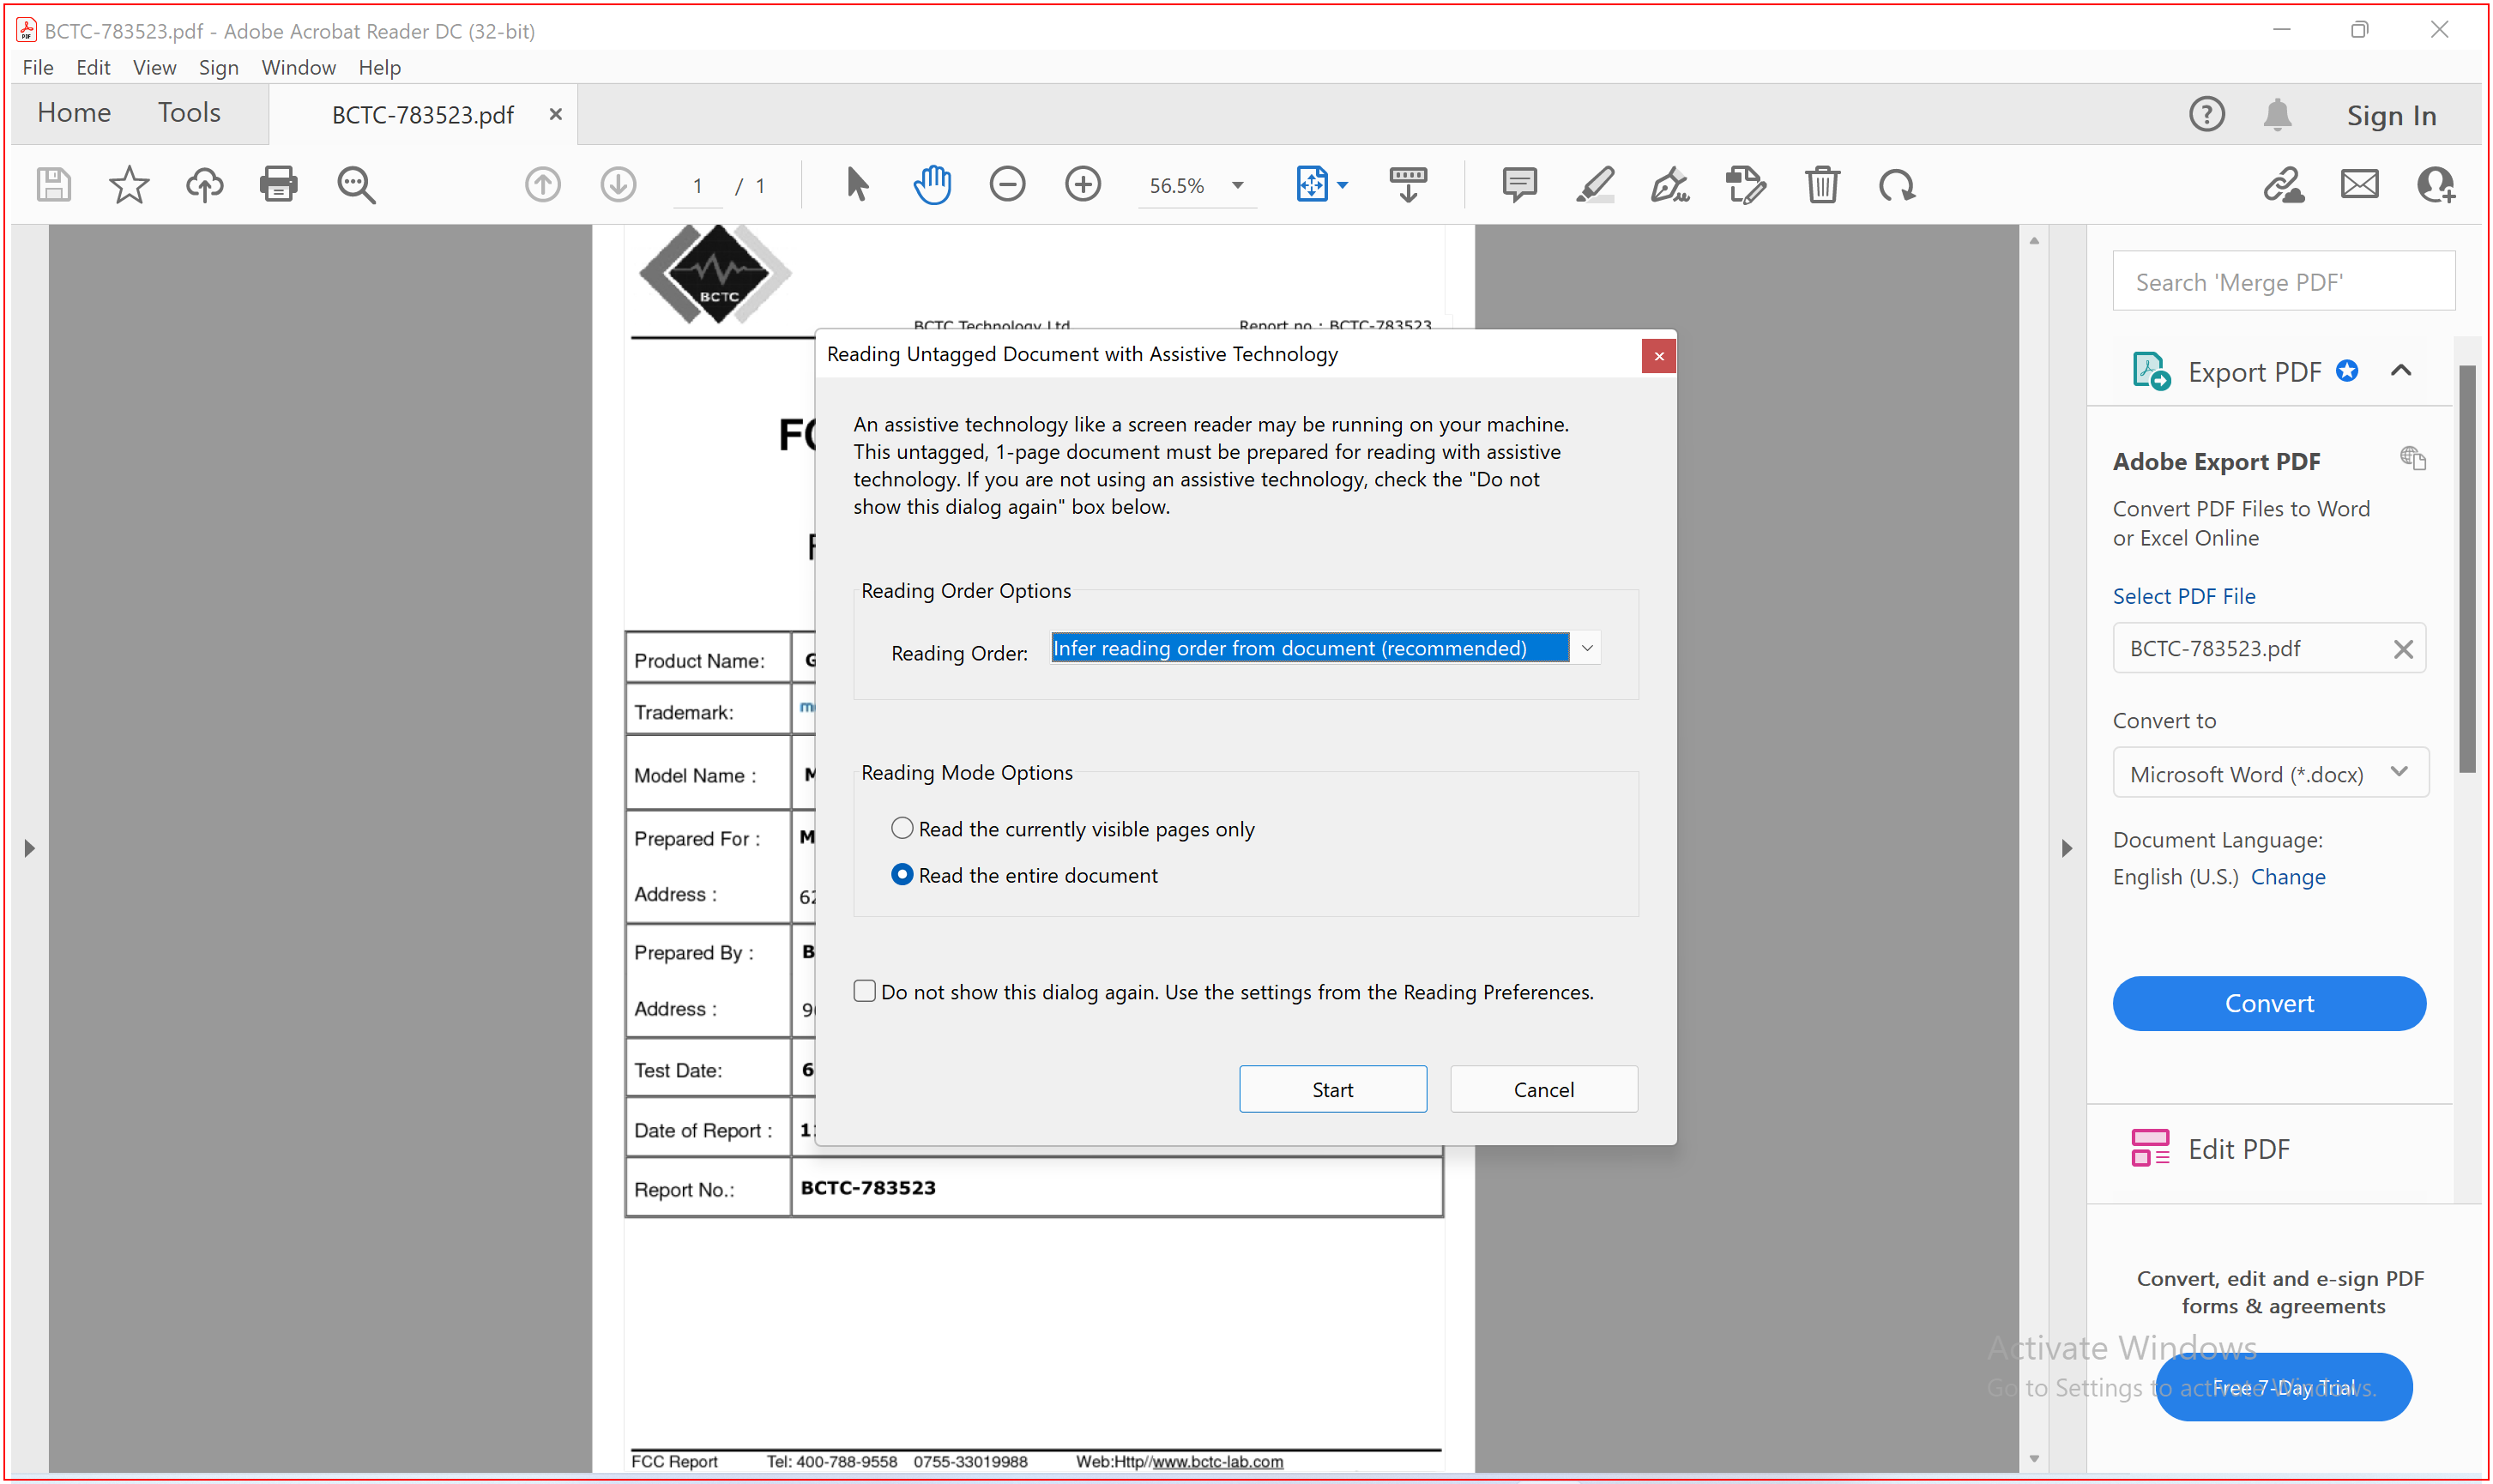 BCTC-783523.pdf - Adobe Acrobat Reader DC (32-bit)
File Edit View Sign Window Help
Home Tools BCTC-783523.pdf Sign In
1 / 1 56.5%
BCTC
BCTC Technology Ltd Report no.: BCTC-783523
Reading Untagged Document with Assistive Technology
An assistive technology like a screen reader may be running on your machine.
This untagged, 1-page document must be prepared for reading with assistive
technology. If you are not using an assistive technology, check the "Do not
show this dialog again" box below.
Reading Order Options
Reading Order: Infer reading order from document (recommended)
Reading Mode Options
Read the currently visible pages only
Read the entire document
Do not show this dialog again. Use the settings from the Reading Preferences.
Start Cancel
Product Name:
Trademark:
Model Name :
Prepared For :
Address :
Prepared By :
Address :
Test Date:
Date of Report :
Report No.: BCTC-783523
FCC Report Tel: 400-788-9558 0755-33019988 Web:Http//www.bctc-lab.com
Search 'Merge PDF'
Export PDF
Adobe Export PDF
Convert PDF Files to Word
or Excel Online
Select PDF File
BCTC-783523.pdf
Convert to
Microsoft Word (*.docx)
Document Language:
English (U.S.) Change
Convert
Edit PDF
Convert, edit and e-sign PDF
forms & agreements
Free 7-Day Trial
Activate Windows
Go to Settings to activate Windows.